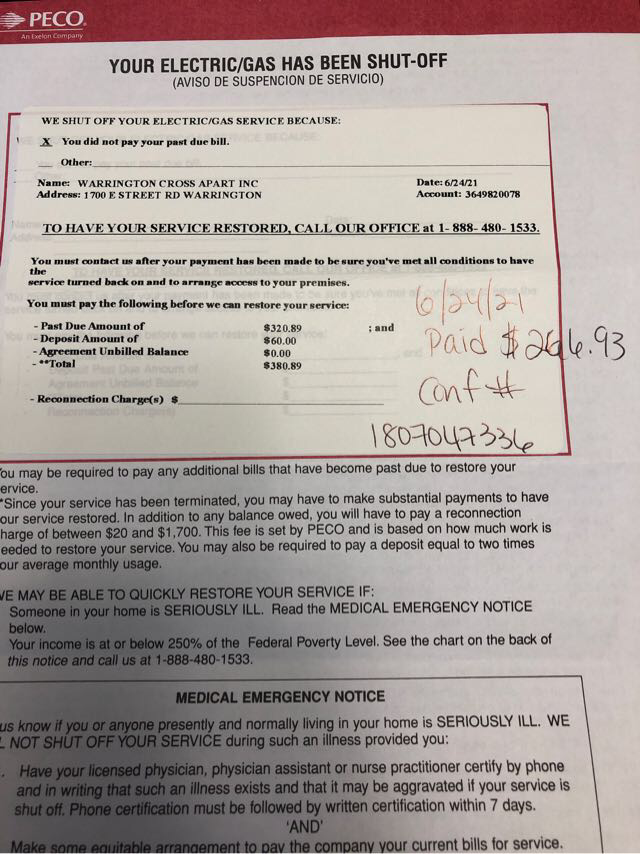 PECO
An Exelon Company
YOUR ELECTRIC/GAS HAS BEEN SHUT-OFF
(AVISO DE SUSPENCION DE SERVICIO)
WE SHUT OFF YOUR ELECTRIC/GAS SERVICE BECAUSE:
X You did not pay your past due bill.
Other:
Name: WARRINGTON CROSS APART INC Date: 6/24/21
Address: 1700 E STREET RD WARRINGTON Account: 3649820078
TO HAVE YOUR SERVICE RESTORED, CALL OUR OFFICE at 1- 888- 480- 1533.
You must contact us after your payment has been made to be sure you've met all conditions to have
the
service turned back on and to arrange access to your premises.
You must pay the following before we can restore your service:
- Past Due Amount of $320.89 ; and
- Deposit Amount of $60.00
- Agreement Unbilled Balance $0.00
- **Total $380.89
- Reconnection Charge(s) $
6/24/21
Paid $266.93
Conf #
1807047336
You may be required to pay any additional bills that have become past due to restore your
ervice.
*Since your service has been terminated, you may have to make substantial payments to have
our service restored. In addition to any balance owed, you will have to pay a reconnection
harge of between $20 and $1,700. This fee is set by PECO and is based on how much work is
eeded to restore your service. You may also be required to pay a deposit equal to two times
our average monthly usage.
WE MAY BE ABLE TO QUICKLY RESTORE YOUR SERVICE IF:
Someone in your home is SERIOUSLY ILL. Read the MEDICAL EMERGENCY NOTICE
below.
Your income is at or below 250% of the Federal Poverty Level. See the chart on the back of
this notice and call us at 1-888-480-1533.
MEDICAL EMERGENCY NOTICE
us know if you or anyone presently and normally living in your home is SERIOUSLY ILL. WE
L NOT SHUT OFF YOUR SERVICE during such an illness provided you:
. Have your licensed physician, physician assistant or nurse practitioner certify by phone
and in writing that such an illness exists and that it may be aggravated if your service is
shut off. Phone certification must be followed by written certification within 7 days.
'AND'
Make some equitable arrangement to pay the company your current bills for service.